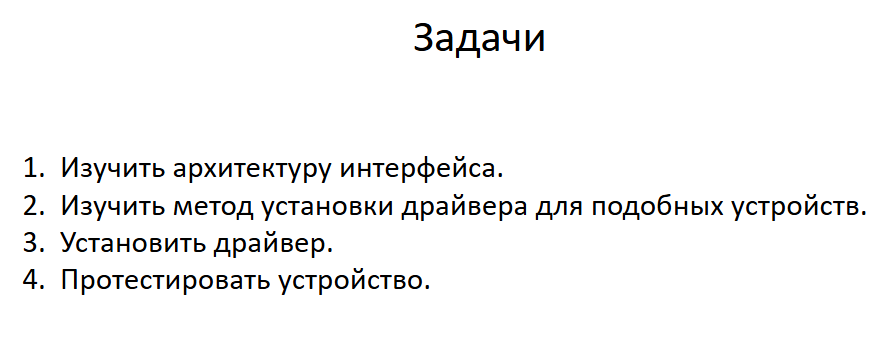 Задачи
1. Изучить архитектуру интерфейса.
2. Изучить метод установки драйвера для подобных устройств.
3. Установить драйвер.
4. Протестировать устройство.